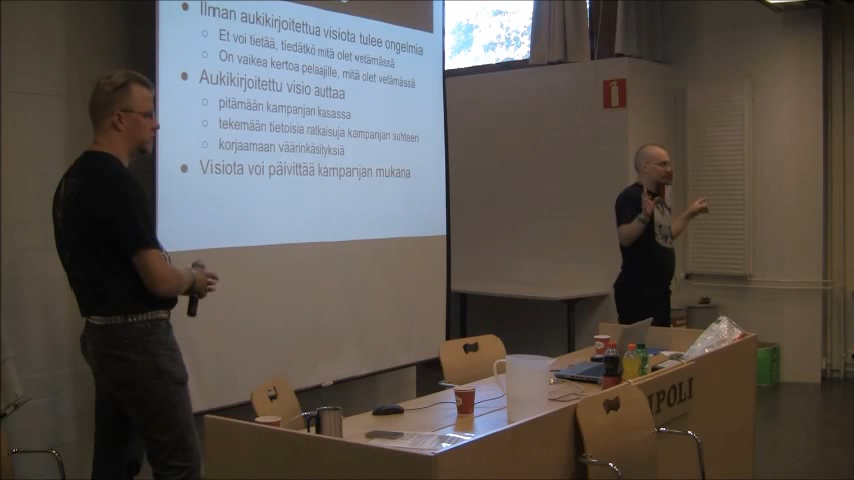 Ilman aukikirjoitettua visiota tulee ongelmia
Et voi tietää, tiedätkö mitä olet vetämässä
On vaikea kertoa pelaajille, mitä olet vetämässä
Aukikirjoitettu visio auttaa
pitämään kampanjan kasassa
tekemään tietoisia ratkaisuja kampanjan suhteen
korjaamaan väärinkäsityksiä
Visiota voi päivittää kampanjan mukana
IPOLI